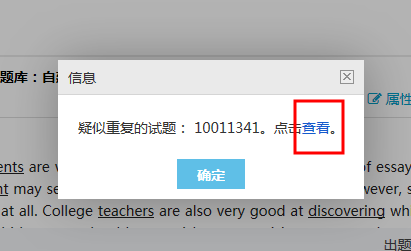 题库：自
信息
属性
疑似重复的试题： 10011341。点击查看。
ents are v
of essay
nt may se
wever, s
确定
at all. College teachers are also very good at discovering wh
出题